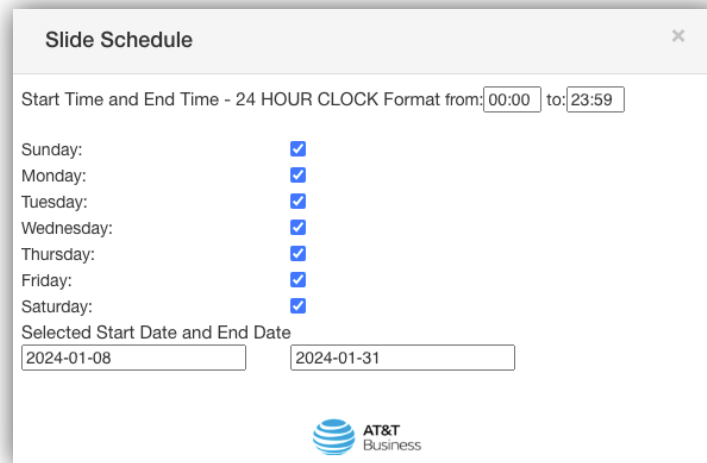 Slide Schedule ×
Start Time and End Time - 24 HOUR CLOCK Format from: 00:00 to: 23:59
Sunday:
Monday:
Tuesday:
Wednesday:
Thursday:
Friday:
Saturday:
Selected Start Date and End Date
2024-01-08 2024-01-31
AT&T
Business